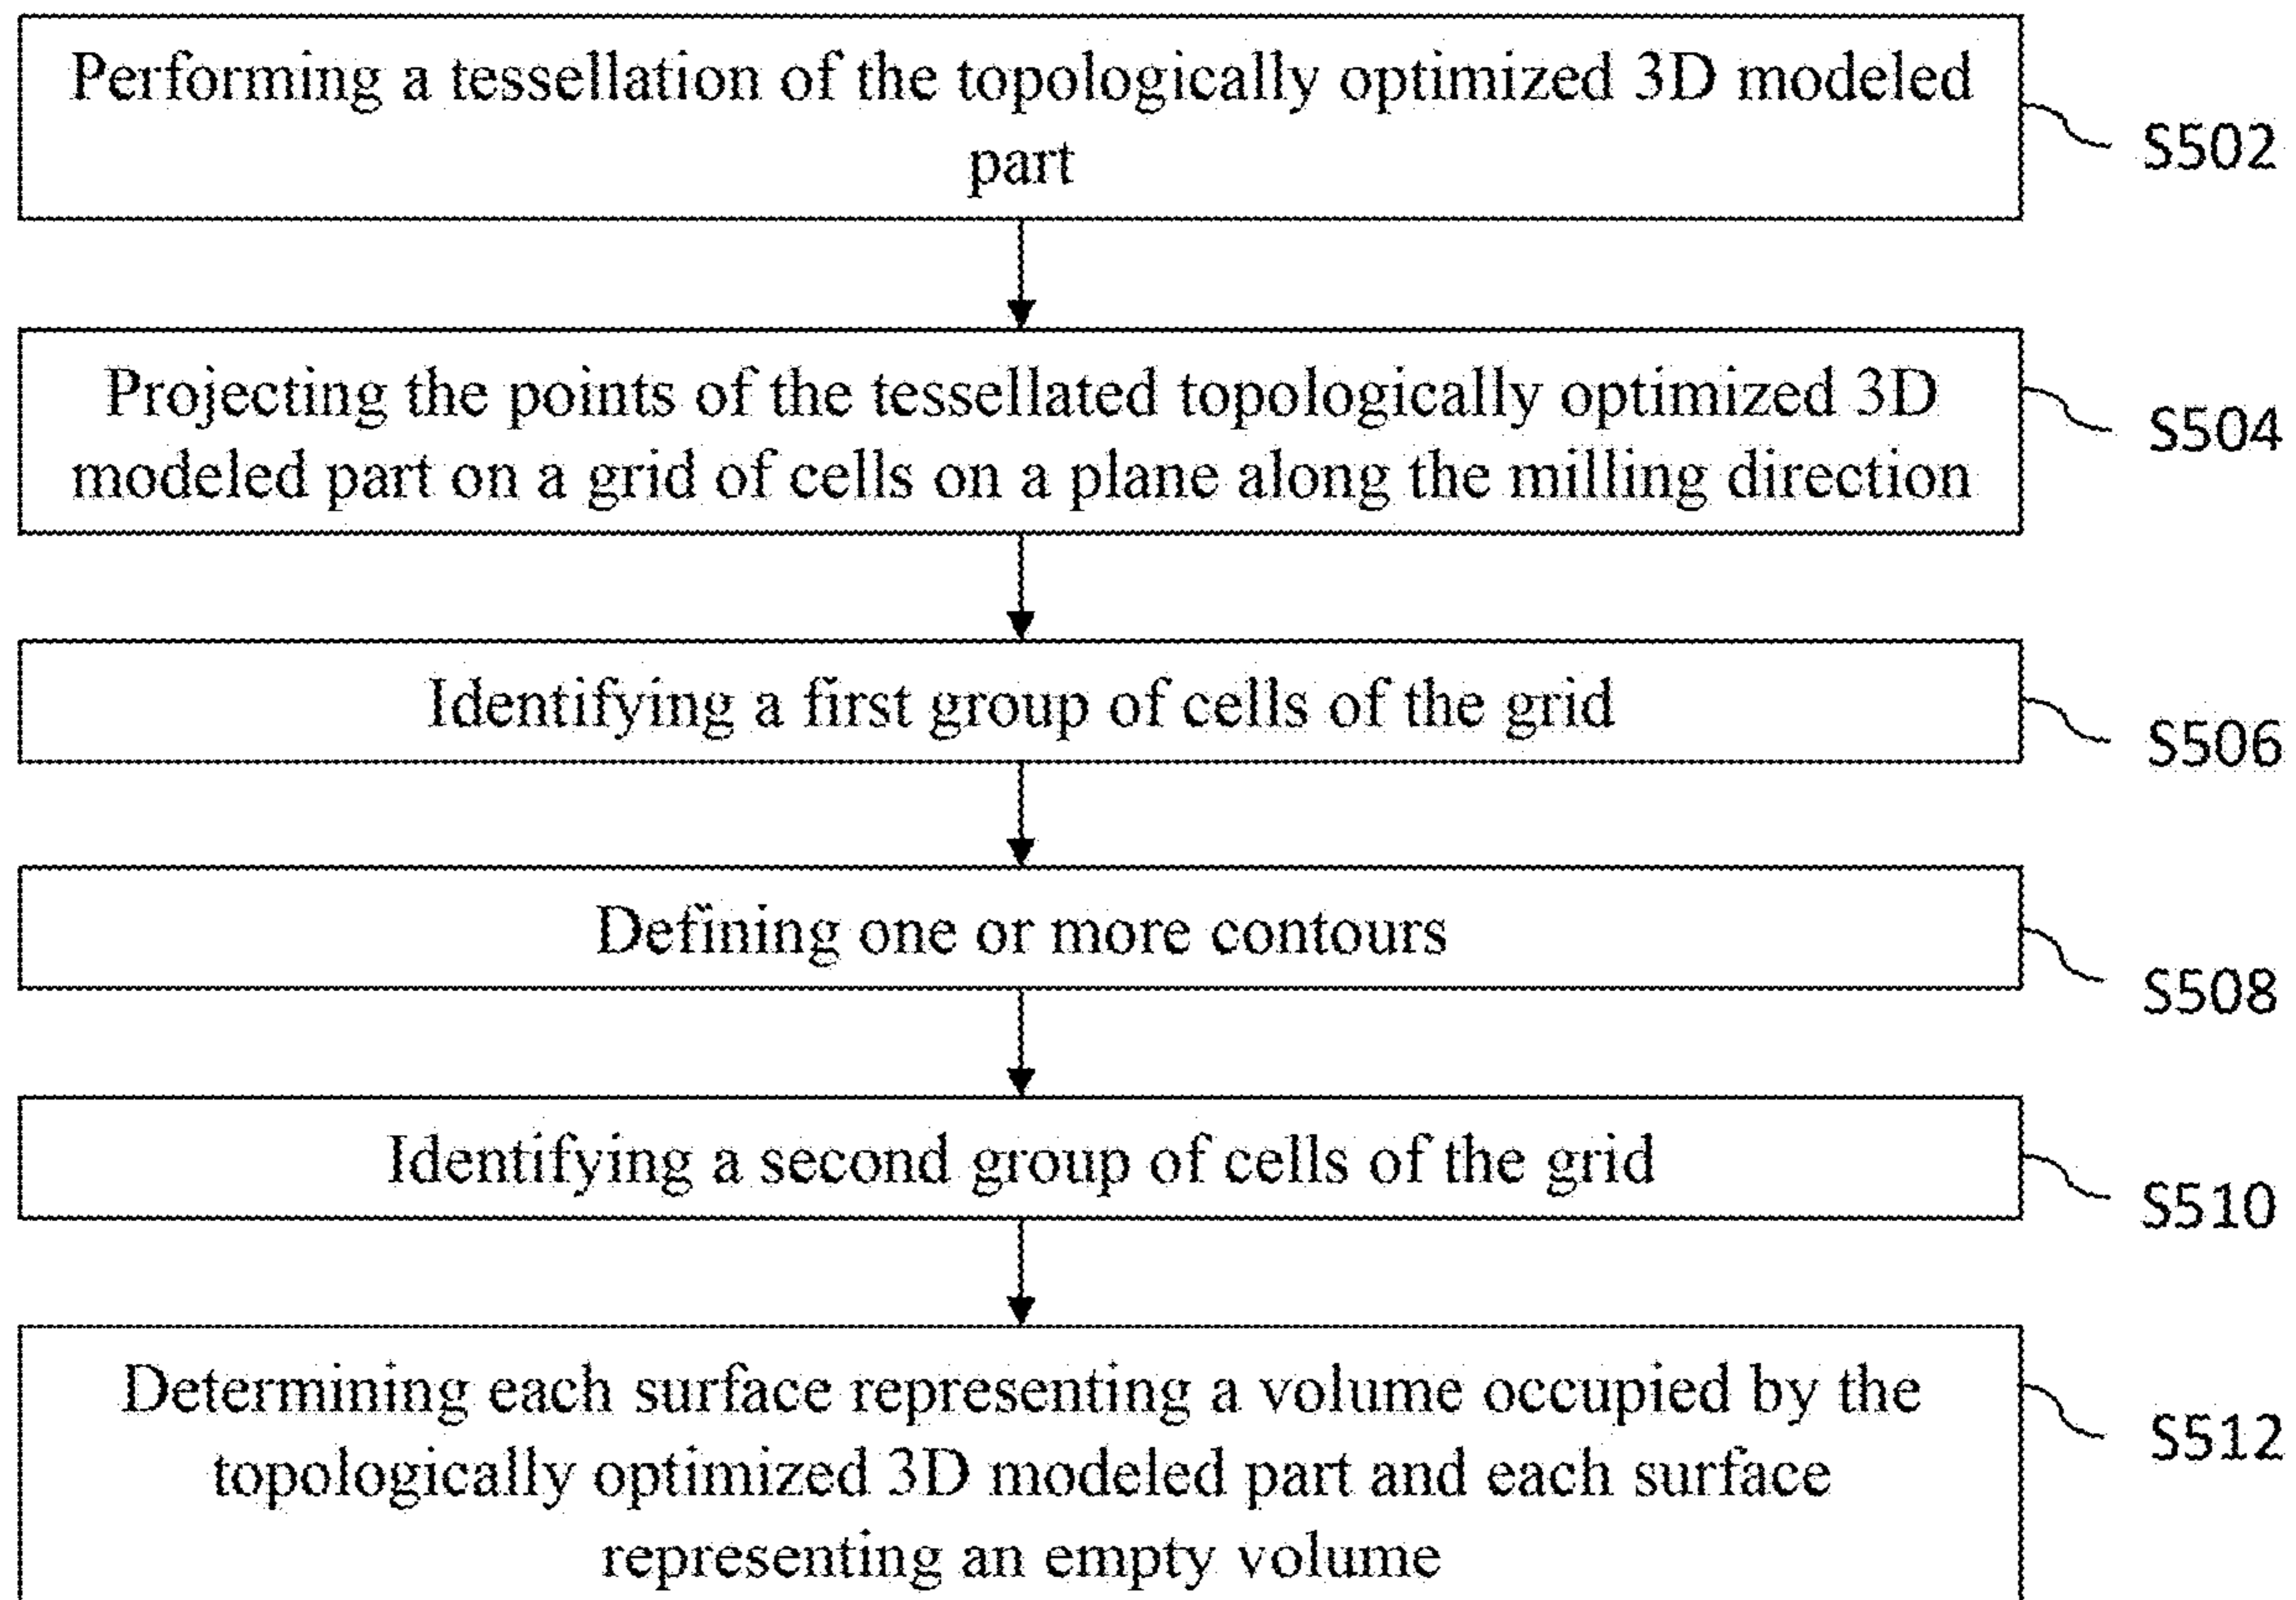 Performing a tessellation of the topologically optimized 3D modeled
part
S502
Projecting the points of the tessellated topologically optimized 3D
modeled part on a grid of cells on a plane along the milling direction
S504
Identifying a first group of cells of the grid
S506
Defining one or more contours
S508
Identifying a second group of cells of the grid
S510
Determining each surface representing a volume occupied by the
topologically optimized 3D modeled part and each surface
representing an empty volume
S512